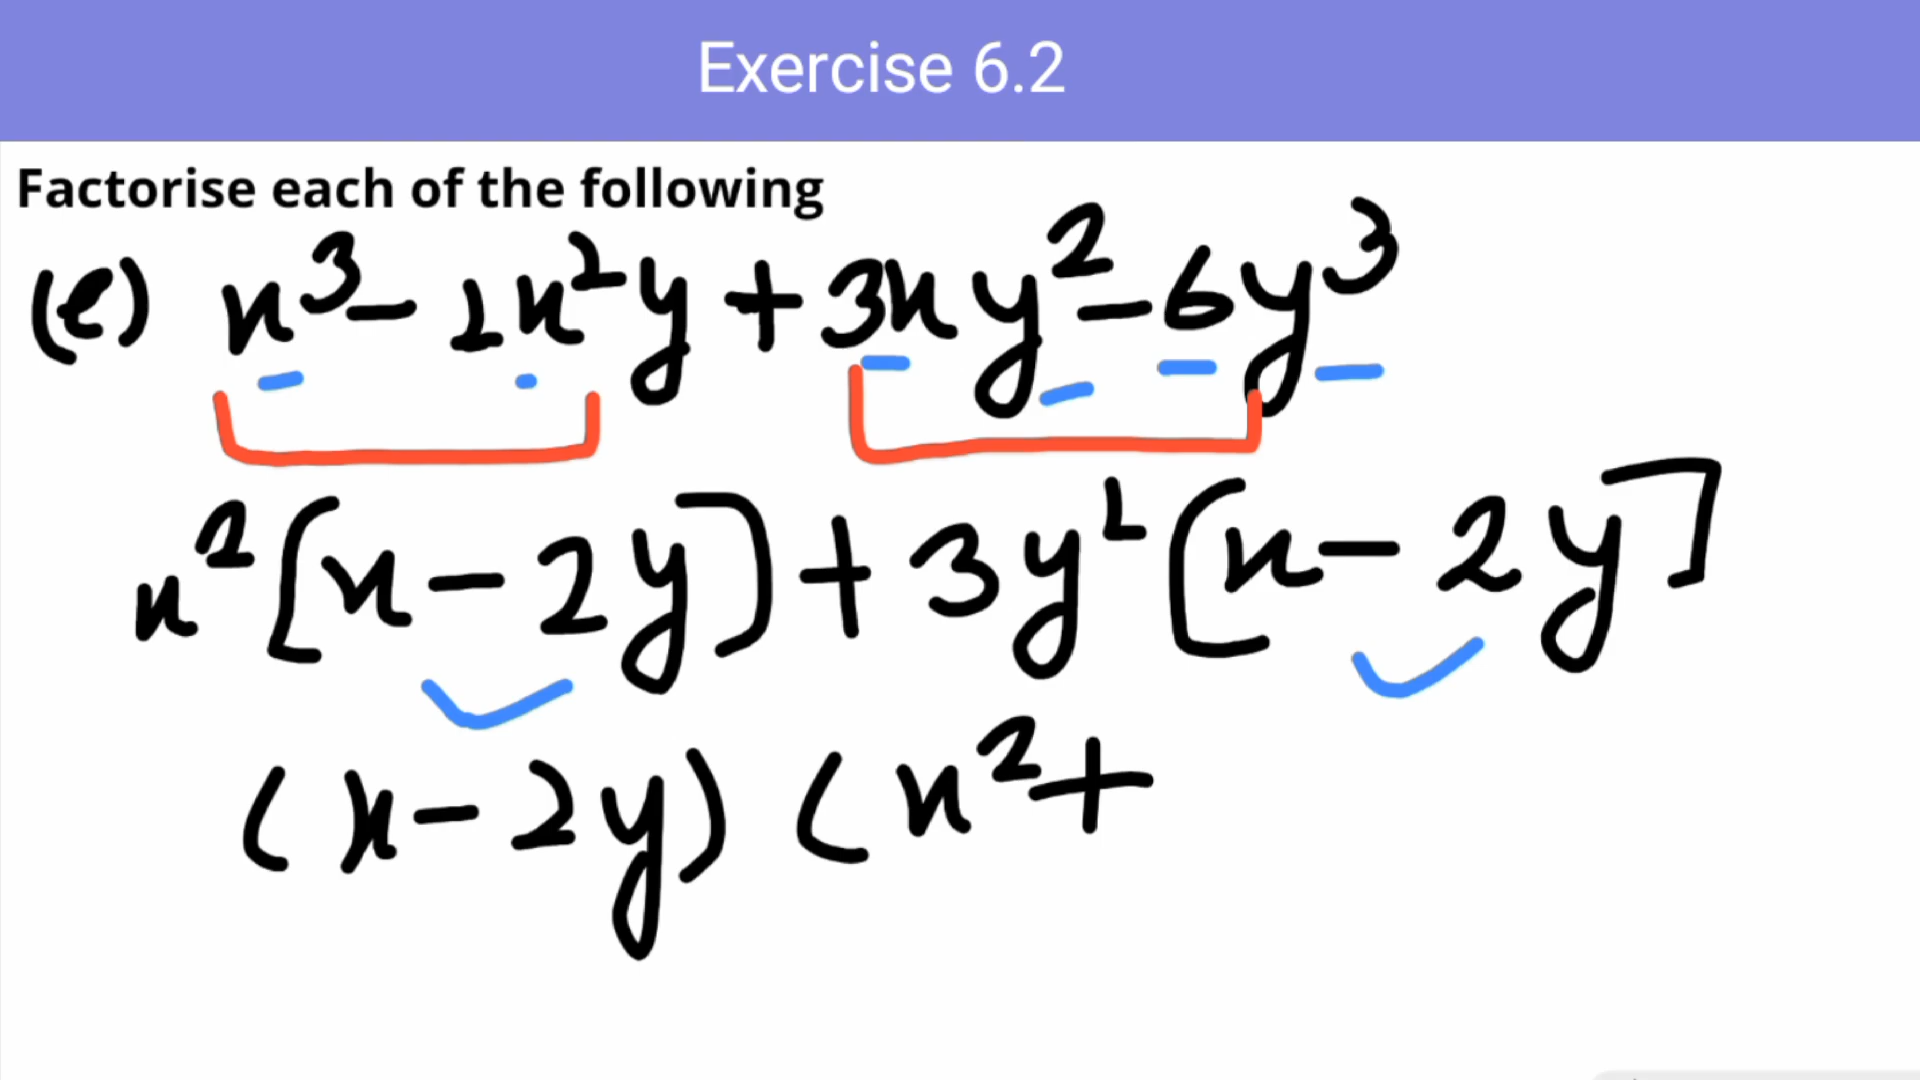 Exercise 6.2
Factorise each of the following
(e) x³ - 2x²y + 3xy² - 6y³
x²[x - 2y] + 3y²[x - 2y]
(x - 2y) (x² +